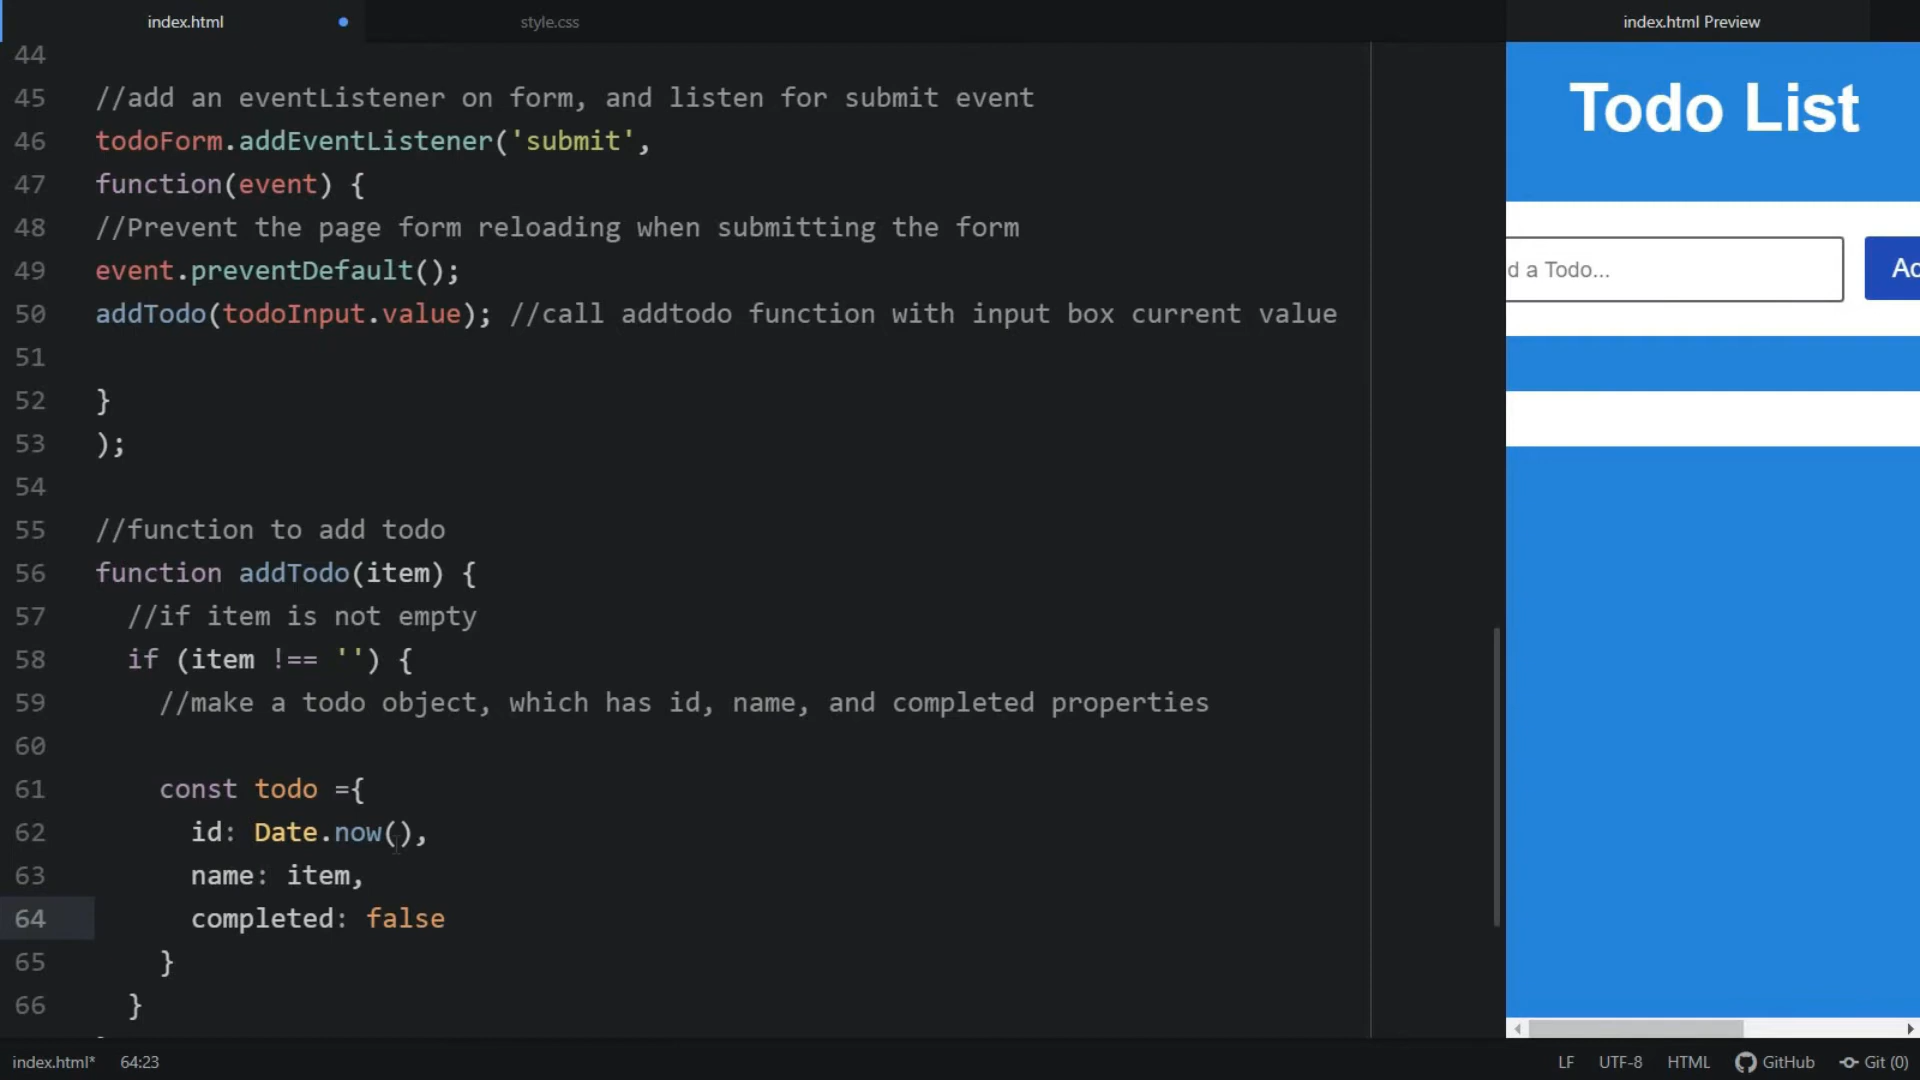 index.html
style.css
index.html Preview
44
45 //add an eventListener on form, and listen for submit event
46 todoForm.addEventListener('submit',
47 function(event) {
48 //Prevent the page form reloading when submitting the form
49 event.preventDefault();
50 addTodo(todoInput.value); //call addtodo function with input box current value
51
52 }
53 );
54
55 //function to add todo
56 function addTodo(item) {
57 //if item is not empty
58 if (item !== '') {
59 //make a todo object, which has id, name, and completed properties
60
61 const todo ={
62 id: Date.now(),
63 name: item,
64 completed: false
65 }
66 }
Todo List
d a Todo...
Ad
index.html* 64:23
LF UTF-8 HTML GitHub Git (0)